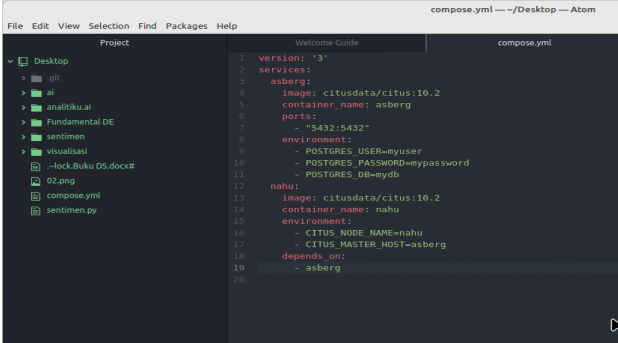 compose.yml — ~/Desktop — Atom
File Edit View Selection Find Packages Help
Project
Desktop
.git
ai
analitiku.ai
Fundamental DE
sentimen
visualisasi
.~lock.Buku DS.docx#
02.png
compose.yml
sentimen.py
Welcome Guide
compose.yml
1 version: '3'
2 services:
3   asberg:
4     image: citusdata/citus:10.2
5     container_name: asberg
6     ports:
7       - "5432:5432"
8     environment:
9       - POSTGRES_USER=myuser
10       - POSTGRES_PASSWORD=mypassword
11       - POSTGRES_DB=mydb
12   nahu:
13     image: citusdata/citus:10.2
14     container_name: nahu
15     environment:
16       - CITUS_NODE_NAME=nahu
17       - CITUS_MASTER_HOST=asberg
18     depends_on:
19       - asberg
20